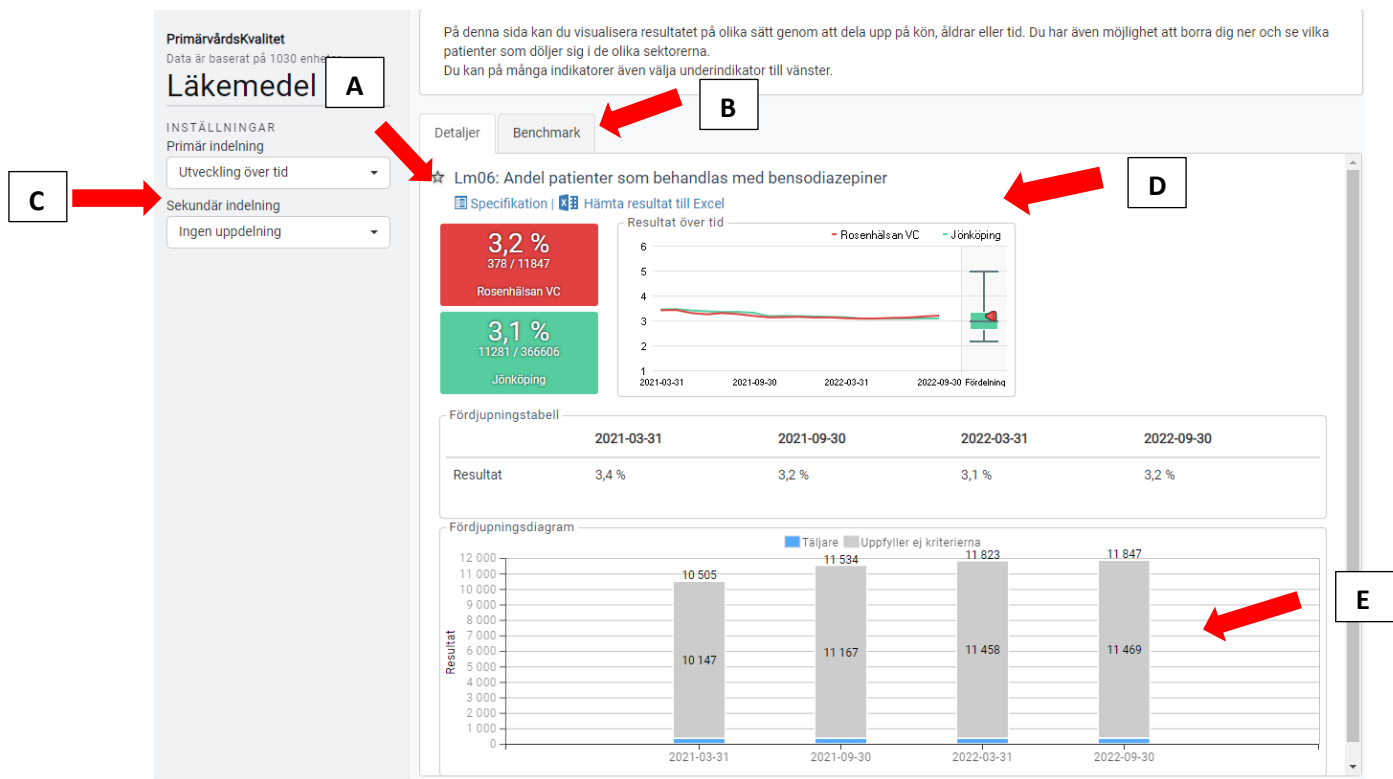 På denna sida kan du visualisera resultatet på olika sätt genom att dela upp på kön, åldrar eller tid. Du har även möjlighet att borra dig ner och se vilka
patienter som döljer sig i de olika sektorerna.
Du kan på många indikatorer även välja underindikator till vänster.
PrimärvårdsKvalitet
Data är baserat på 1030
Läkemedel
A
B
INSTÄLLNINGAR
Primär indelning
Utveckling över tid
Sekundär indelning
Ingen uppdelning
C
Detaljer
Benchmark
Lm06: Andel patienter som behandlas med bensodiazepiner
D
Specifikation | Hämta resultat till Excel
3,2 %
378 / 11847
Rosenhälsan VC
3,1 %
11281 / 366606
Jönköping
Resultat över tid
Rosenhälsan VC
Jönköping
6
5
4
3
2
1
2021-03-31
2021-09-30
2022-03-31
2022-09-30
Fördelning
Fördjupningstabell
2021-03-31 2021-09-30 2022-03-31 2022-09-30
Resultat 3,4 % 3,2 % 3,1 % 3,2 %
Fördjupningsdiagram
Täljare Uppfyller ej kriterierna
Resultat
12 000
11 000
10 000
9 000
8 000
7 000
6 000
5 000
4 000
3 000
2 000
1 000
0
10 505
11 534
11 823
11 847
10 147
11 167
11 458
11 469
2021-03-31
2021-09-30
2022-03-31
2022-09-30
E